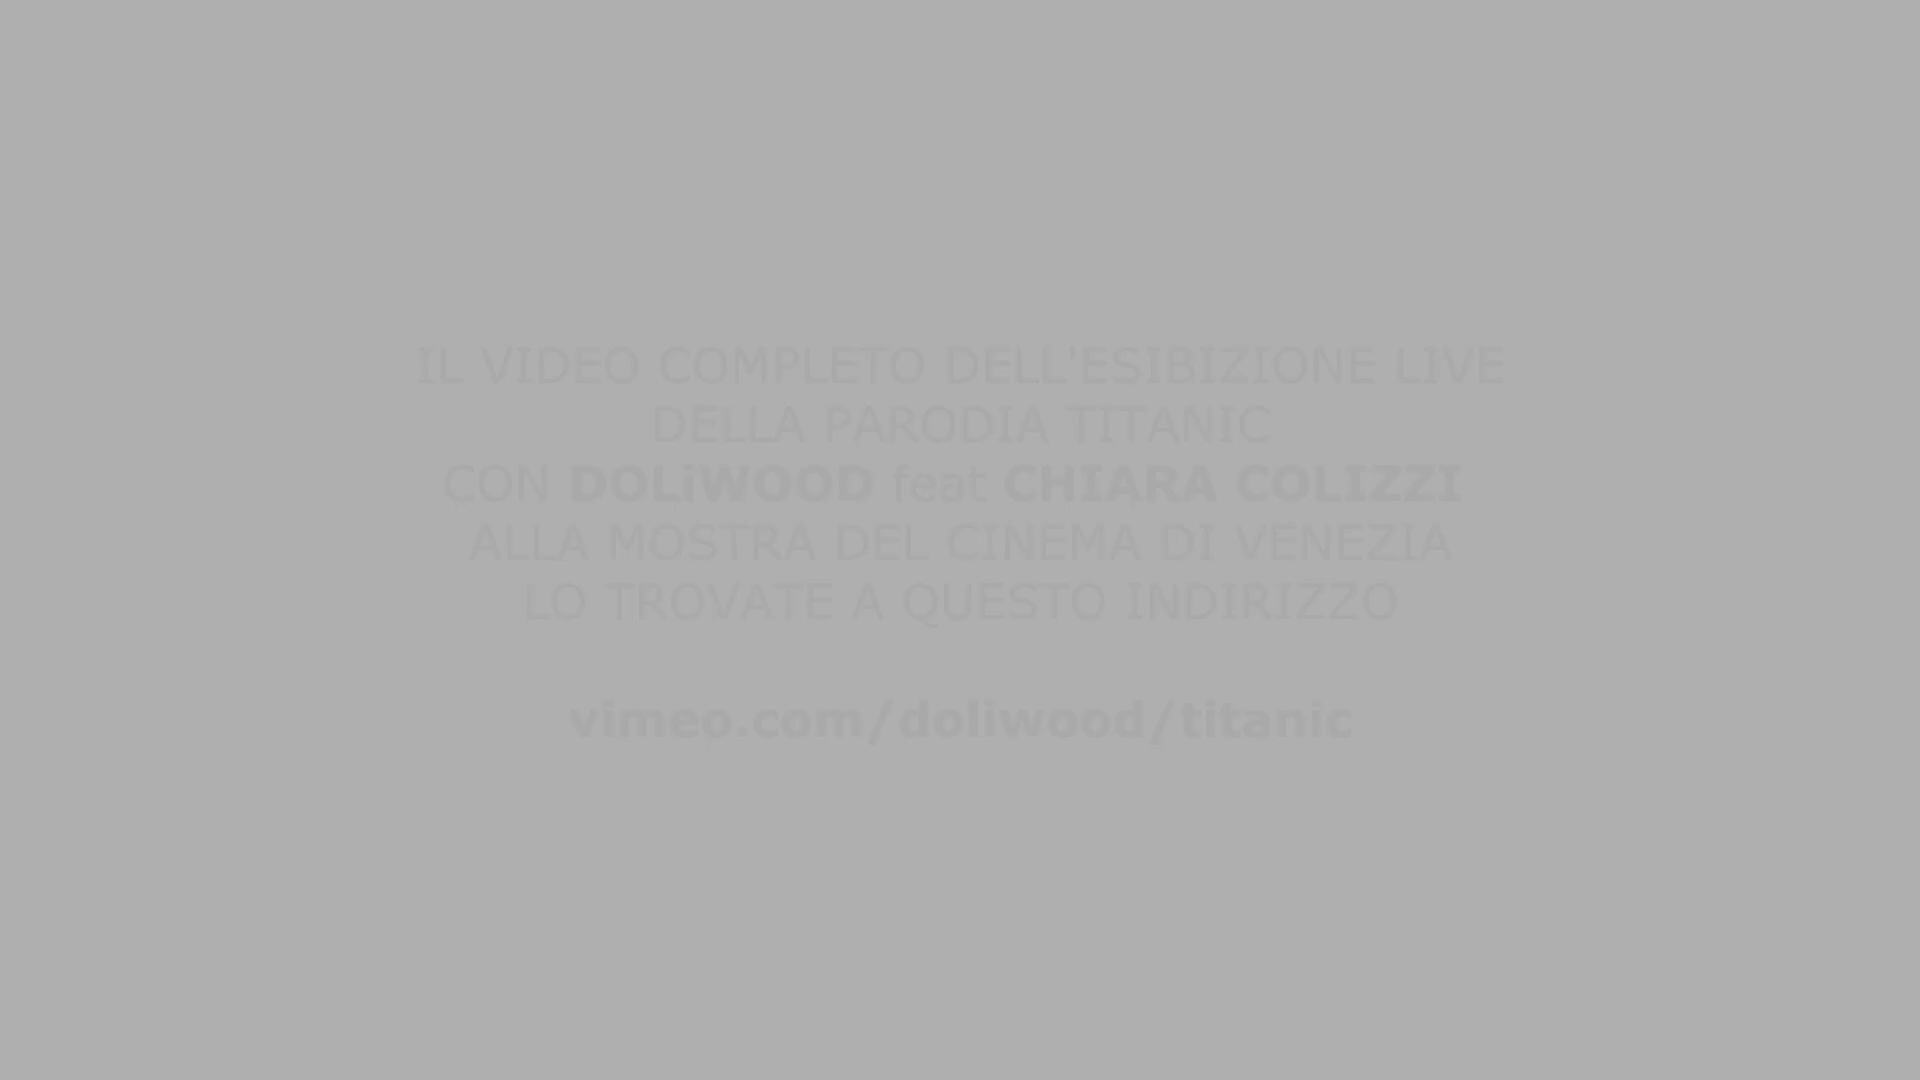 IL VIDEO COMPLETO DELL'ESIBIZIONE LIVE
DELLA PARODIA TITANIC
CON DOLiWOOD feat CHIARA COLIZZI
ALLA MOSTRA DEL CINEMA DI VENEZIA
LO TROVATE A QUESTO INDIRIZZO
vimeo.com/doliwood/titanic